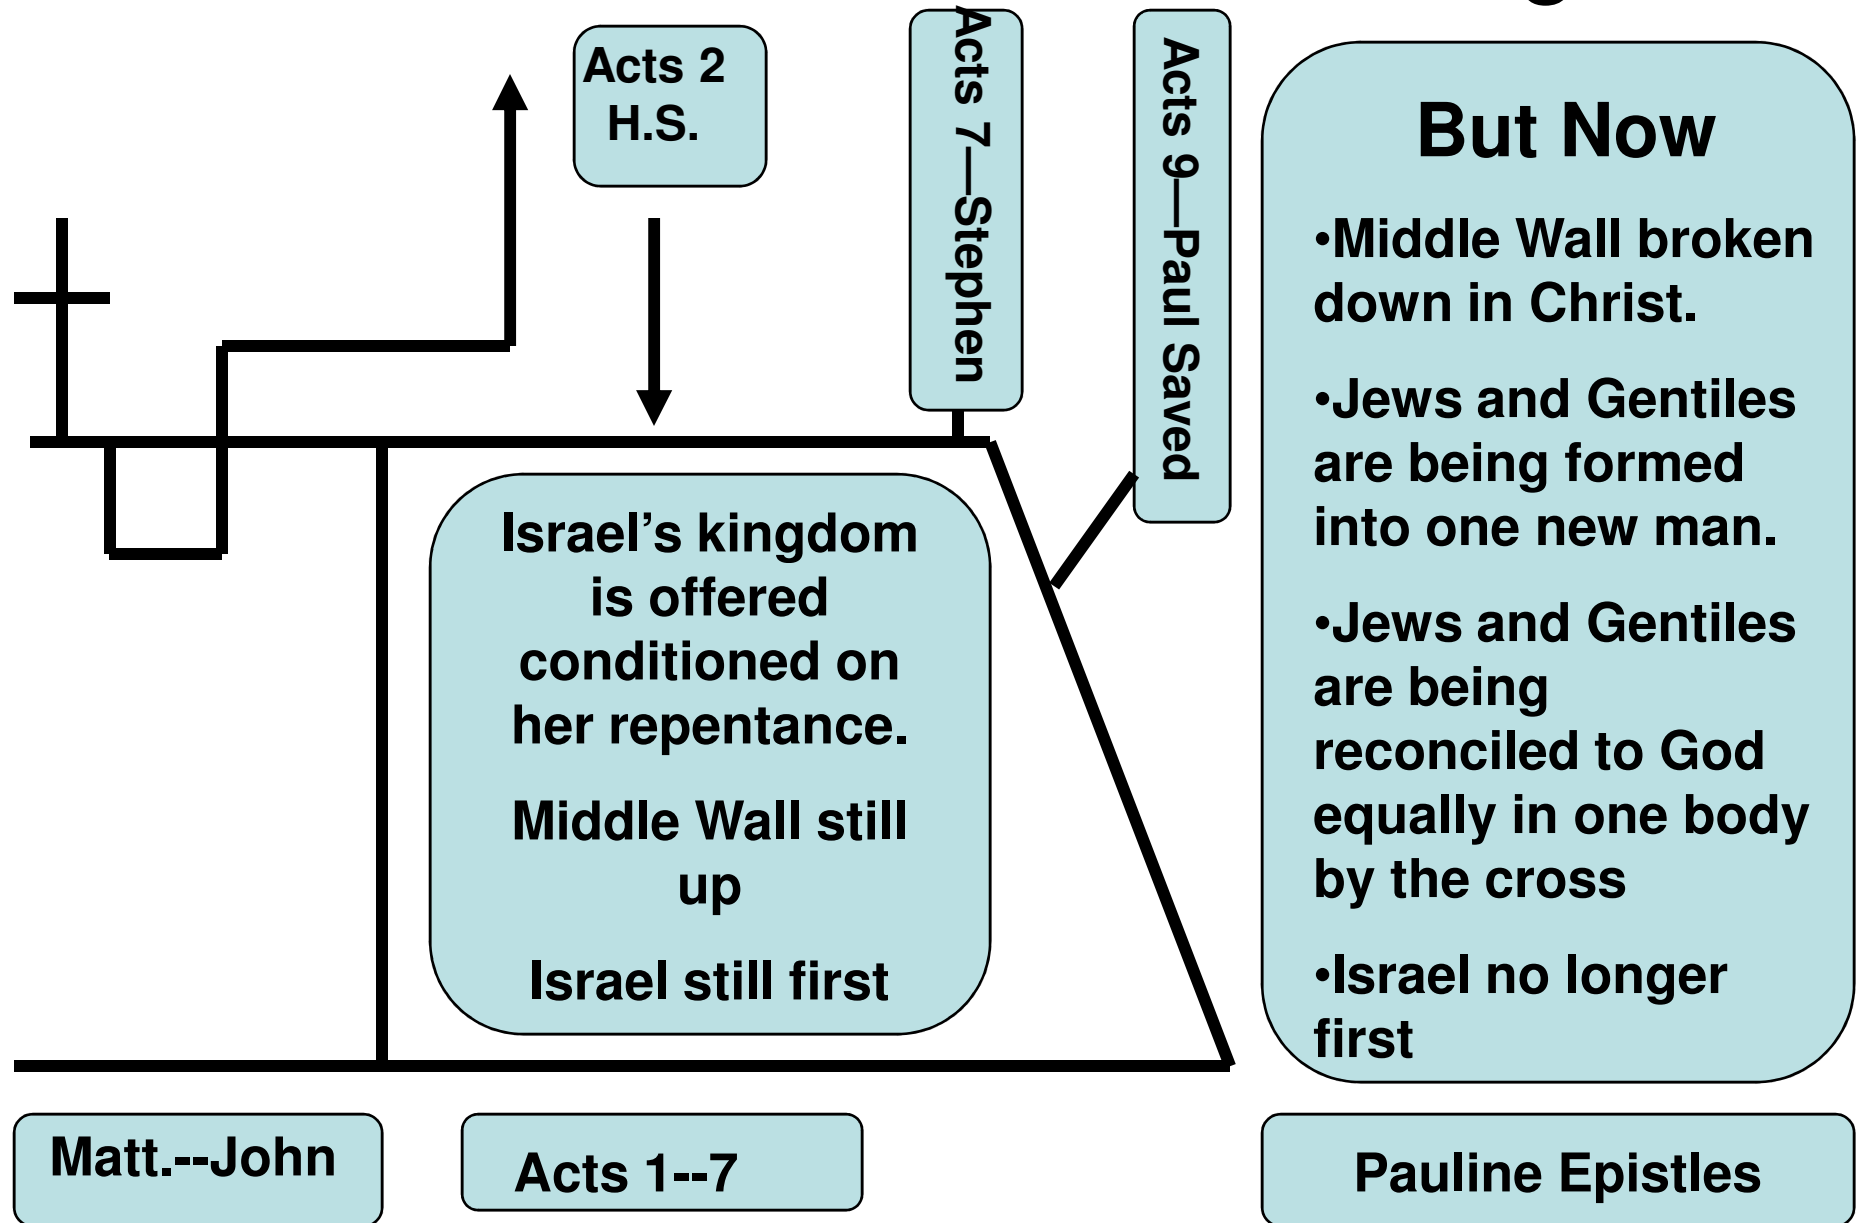 Acts 2
H.S.
Acts 7—Stephen
Acts 9—Paul Saved
But Now
•Middle Wall broken
down in Christ.
•Jews and Gentiles
are being formed
into one new man.
•Jews and Gentiles
are being
reconciled to God
equally in one body
by the cross
•Israel no longer
first
Israel’s kingdom
is offered
conditioned on
her repentance.
Middle Wall still
up
Israel still first
Matt.--John
Acts 1--7
Pauline Epistles